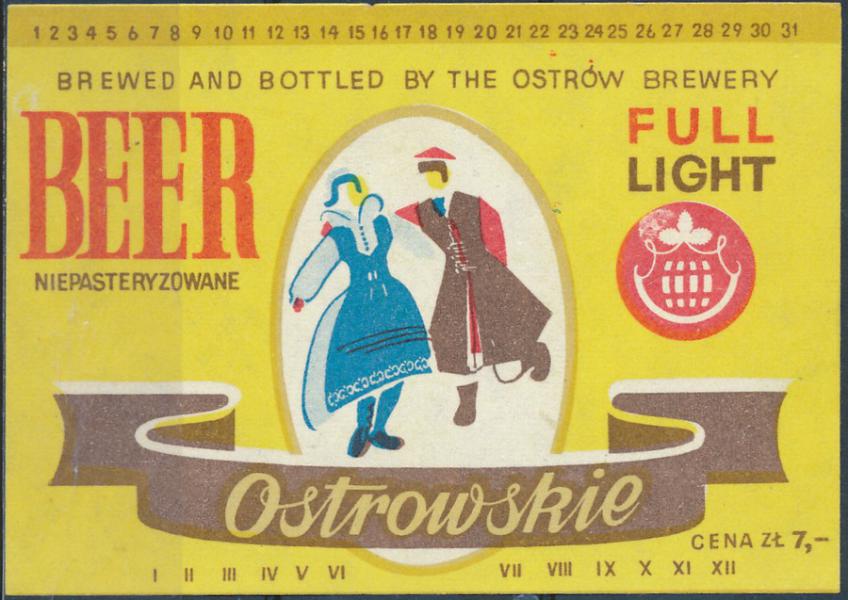 1 2 3 4 5 6 7 8 9 10 11 12 13 14 15 16 17 18 19 20 21 22 23 24 25 26 27 28 29 30 31
BREWED AND BOTTLED BY THE OSTRÓW BREWERY
BEER
NIEPASTERYZOWANE
FULL
LIGHT
Ostrowskie
CENA ZŁ 7,-
I II III IV V VI VII VIII IX X XI XII